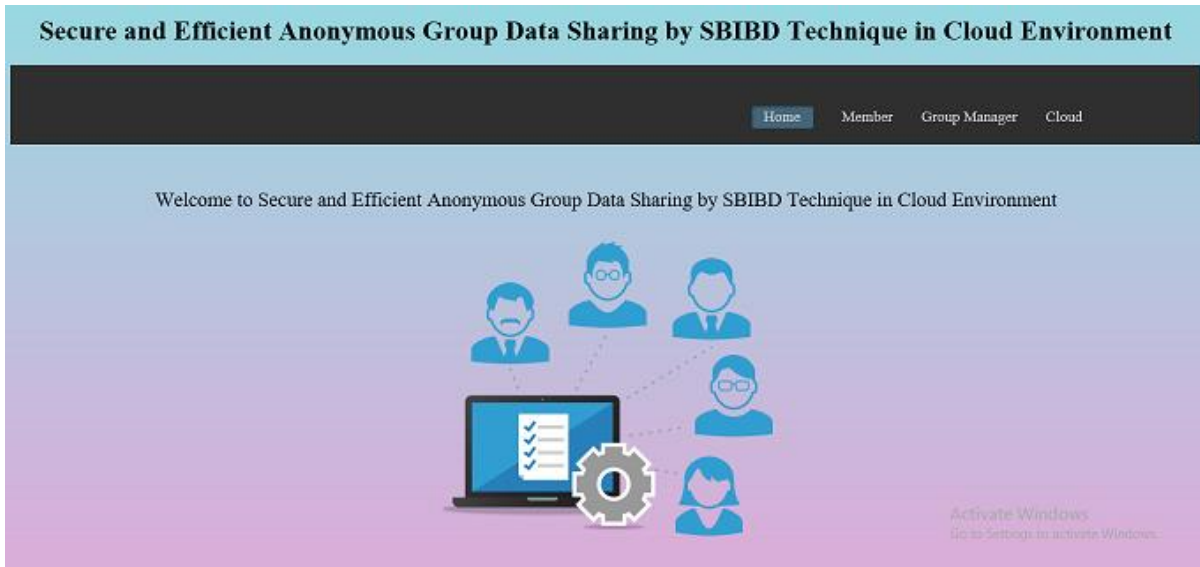 Secure and Efficient Anonymous Group Data Sharing by SBIBD Technique in Cloud Environment
Home Member Group Manager Cloud
Welcome to Secure and Efficient Anonymous Group Data Sharing by SBIBD Technique in Cloud Environment
Activate Windows
Go to Settings to activate Windows.